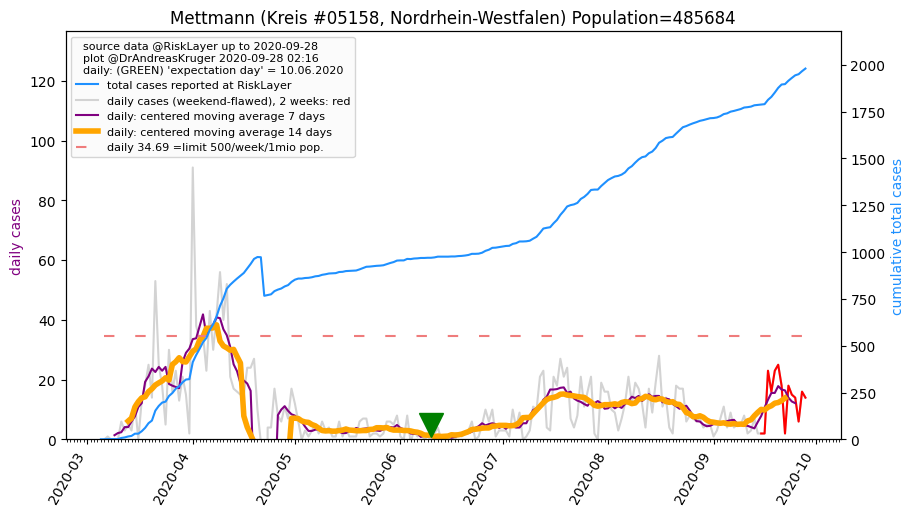 Mettmann (Kreis #05158, Nordrhein-Westfalen) Population=485684
source data @RiskLayer up to 2020-09-28
plot @DrAndreasKruger 2020-09-28 02:16
daily: (GREEN) 'expectation day' = 10.06.2020
total cases reported at RiskLayer
daily cases (weekend-flawed), 2 weeks: red
daily: centered moving average 7 days
daily: centered moving average 14 days
daily 34.69 =limit 500/week/1mio pop.
daily cases
120
100
80
60
40
20
0
2000
1750
1500
1250
1000
750
500
250
0
cumulative total cases
2020-03
2020-04
2020-05
2020-06
2020-07
2020-08
2020-09
2020-10